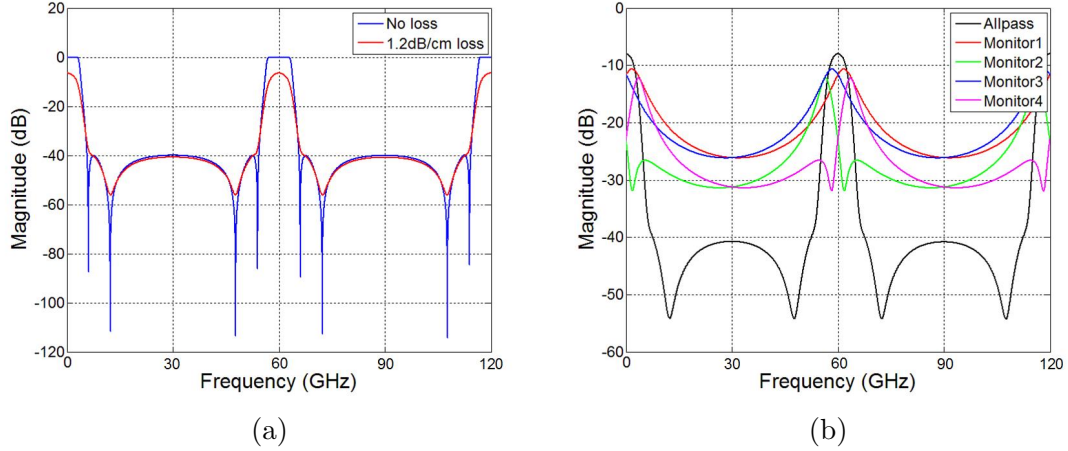 20
0
-20
-40
-60
-80
-100
-120
Magnitude (dB)
0 30 60 90 120
Frequency (GHz)
No loss
1.2dB/cm loss
(a)
0
-10
-20
-30
-40
-50
-60
Magnitude (dB)
0 30 60 90 120
Frequency (GHz)
Allpass
Monitor1
Monitor2
Monitor3
Monitor4
(b)